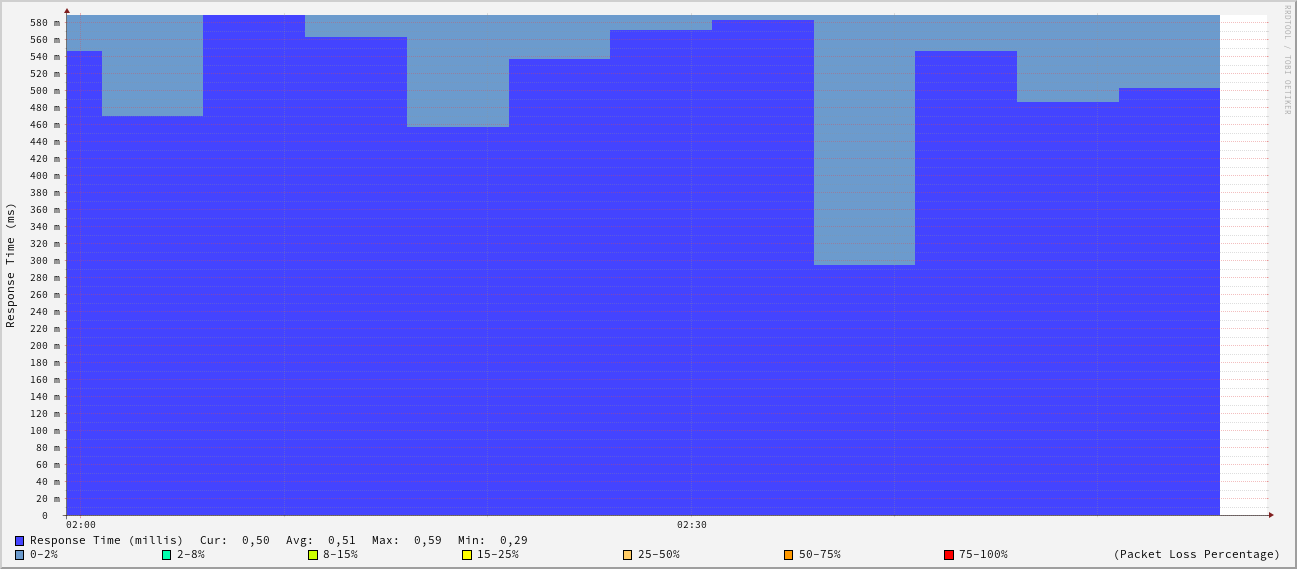 RRDTOOL / TOBI OETIKER
Response Time (ms)
580 m
560 m
540 m
520 m
500 m
480 m
460 m
440 m
420 m
400 m
380 m
360 m
340 m
320 m
300 m
280 m
260 m
240 m
220 m
200 m
180 m
160 m
140 m
120 m
100 m
80 m
60 m
40 m
20 m
0
02:00 02:30
Response Time (millis) Cur: 0,50 Avg: 0,51 Max: 0,59 Min: 0,29
0-2% 2-8% 8-15% 15-25% 25-50% 50-75% 75-100% (Packet Loss Percentage)